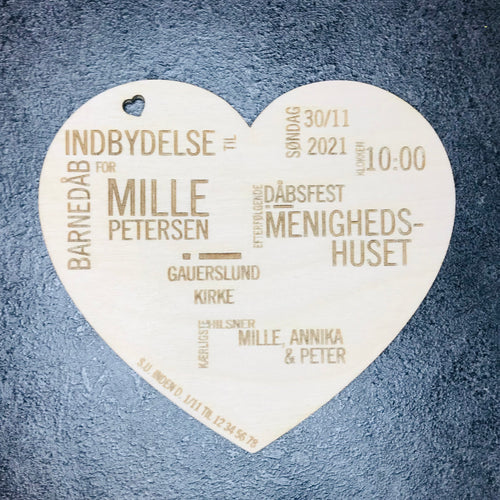 INDBYDELSE TIL
BARNEDÅB
FOR
MILLE
PETERSEN
I
GAUERSLUND
KIRKE
SØNDAG
30/11
2021
KLOKKEN
10:00
EFTERFØLGENDE
DÅBSFEST
I
MENIGHEDS-
HUSET
KÆRLIGSTE
HILSNER
MILLE, ANNIKA
& PETER
S.U. INDEN D. 1/11 TIL 12 34 56 78